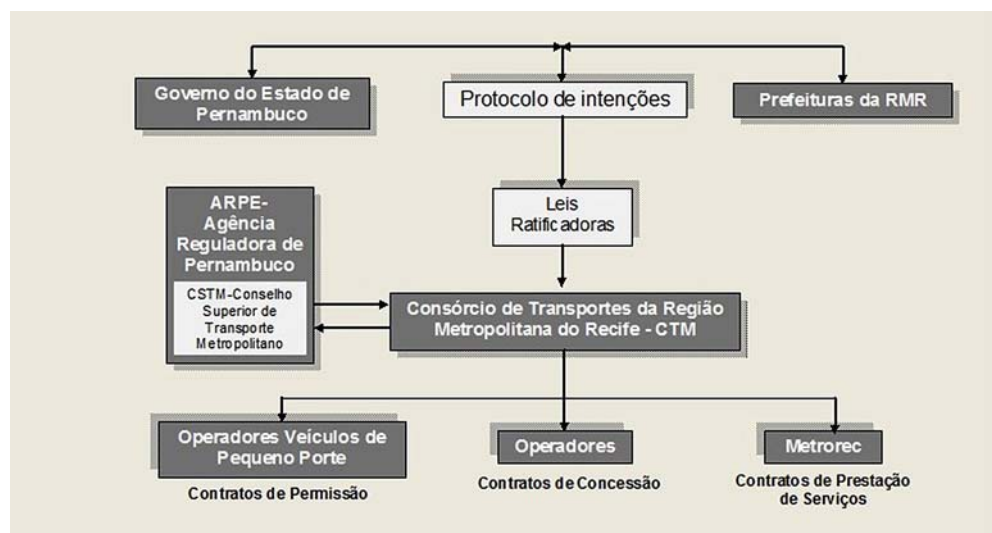 Governo do Estado de
Pernambuco
Protocolo de intenções
Prefeituras da RMR
ARPE-
Agência
Reguladora de
Pernambuco
CSTM-Conselho
Superior de
Transporte
Metropolitano
Leis
Ratificadoras
Consórcio de Transportes da Região
Metropolitana do Recife - CTM
Operadores Veículos de
Pequeno Porte
Contratos de Permissão
Operadores
Contratos de Concessão
Metrorec
Contratos de Prestação
de Serviços